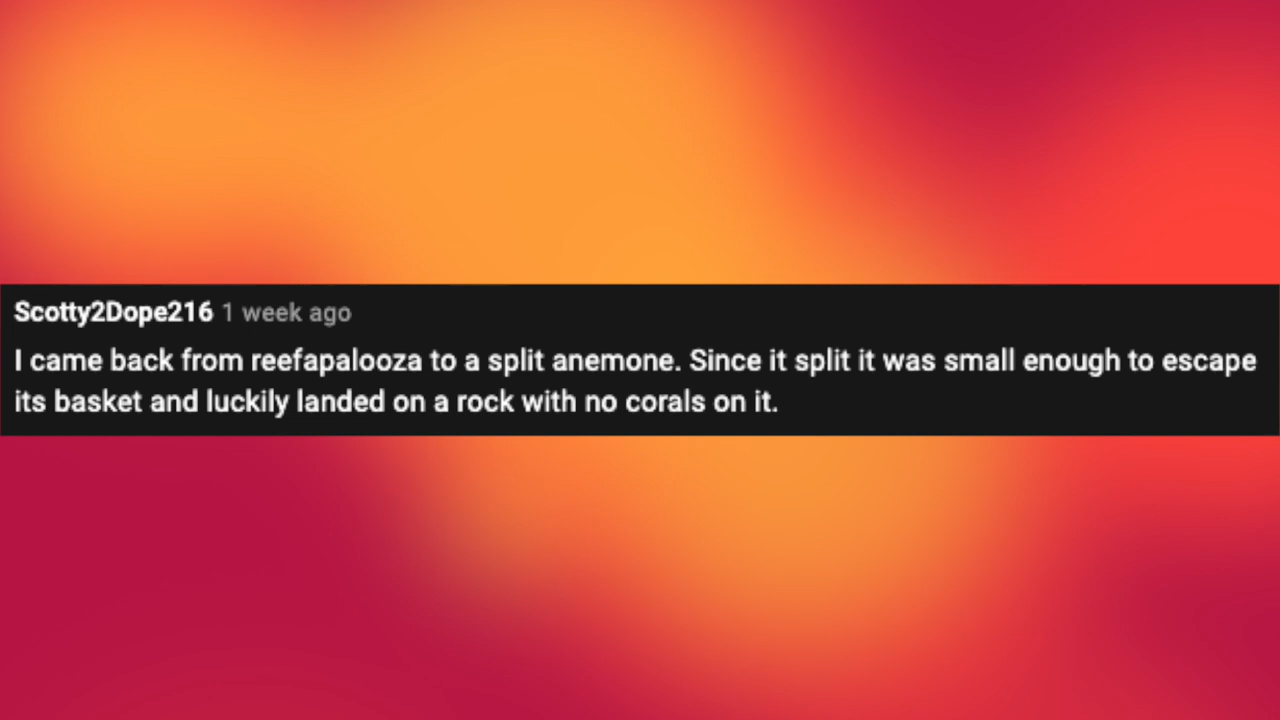 Scotty2Dope216 1 week ago
I came back from reefapalooza to a split anemone. Since it split it was small enough to escape
its basket and luckily landed on a rock with no corals on it.